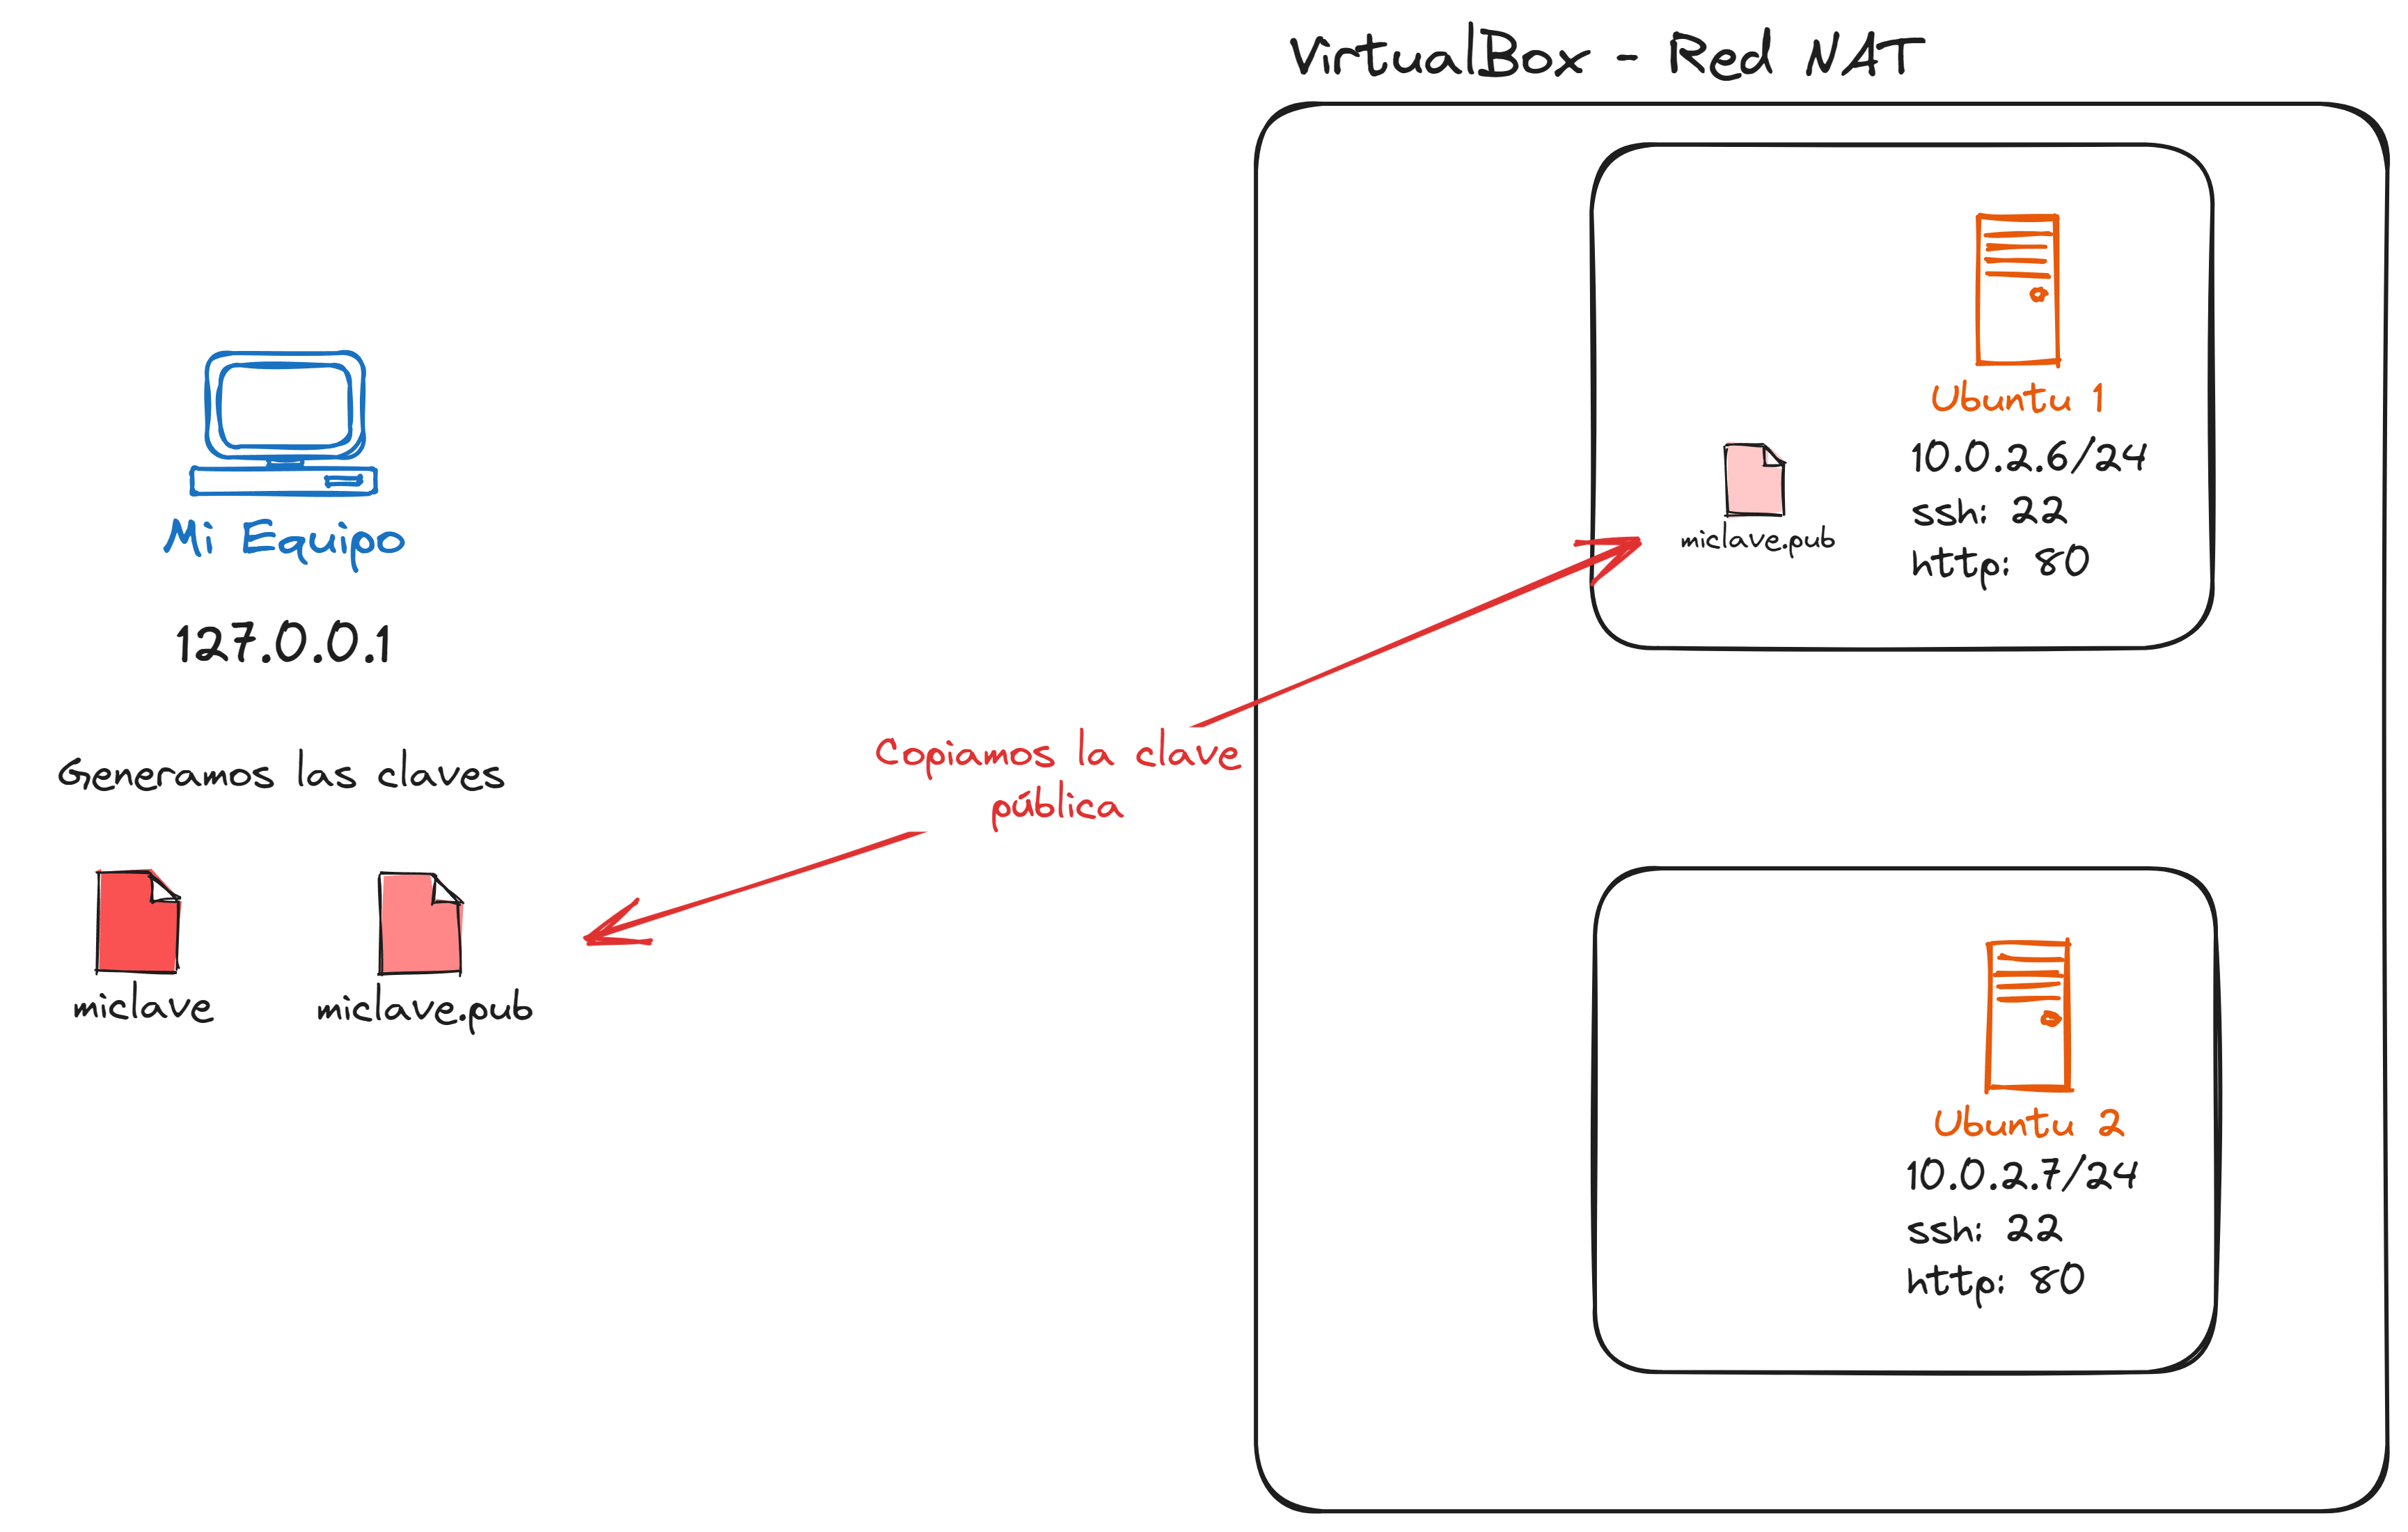 VirtualBox - Red NAT
Ubuntu 1
10.0.2.6/24
ssh: 22
http: 80
miclave.pub
Mi Equipo
127.0.0.1
Generamos las claves
miclave
miclave.pub
Copiamos la clave
pública
Ubuntu 2
10.0.2.7/24
ssh: 22
http: 80